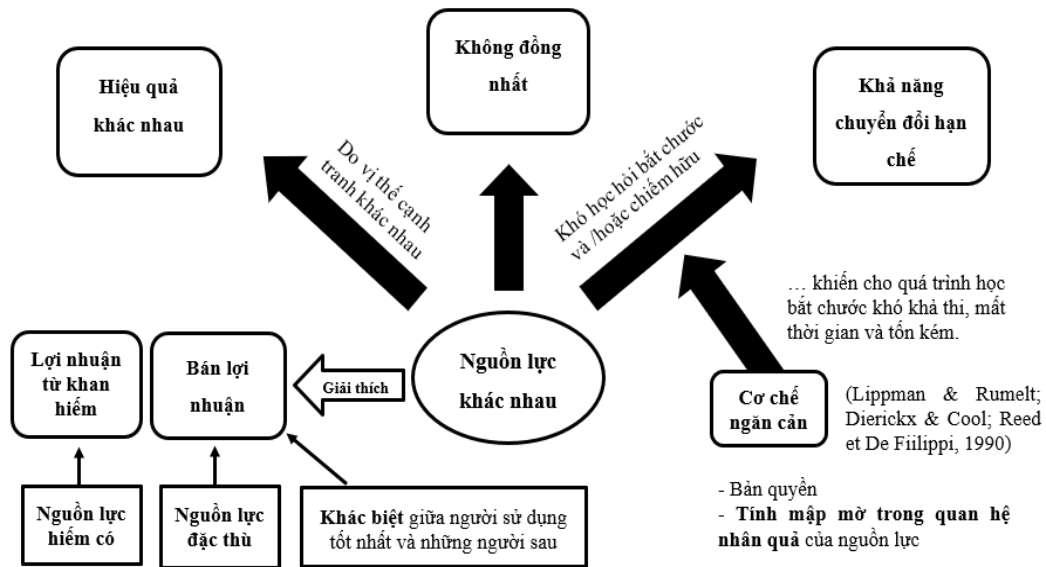 Không đồng
nhất
Hiệu quả
khác nhau
Khả năng
chuyển đổi hạn
chế
Do vị thế cạnh
tranh khác nhau
Khó học hỏi bắt chước
và /hoặc chiếm hữu
… khiến cho quá trình học
bắt chước khó khả thi, mất
thời gian và tốn kém.
Lợi nhuận
từ khan
hiếm
Bán lợi
nhuận
Giải thích
Nguồn lực
khác nhau
Cơ chế
ngăn cản
(Lippman & Rumelt;
Dierickx & Cool; Reed
et De Fiilippi, 1990)
Nguồn lực
hiếm có
Nguồn lực
đặc thù
Khác biệt giữa người sử dụng
tốt nhất và những người sau
- Bản quyền
- Tính mập mờ trong quan hệ
nhân quả của nguồn lực